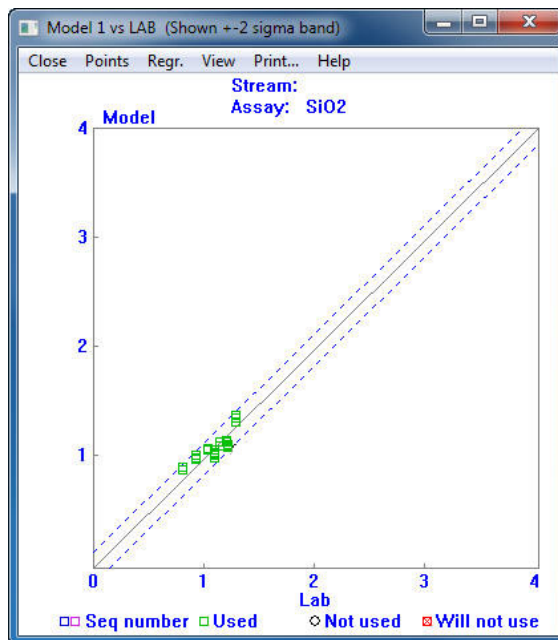 Model 1 vs LAB (Shown +-2 sigma band)
Close Points Regr. View Print... Help
Stream:
Assay: SiO2
Model
4
3
2
1
0 1 2 3 4
Lab
Seq number Used Not used Will not use